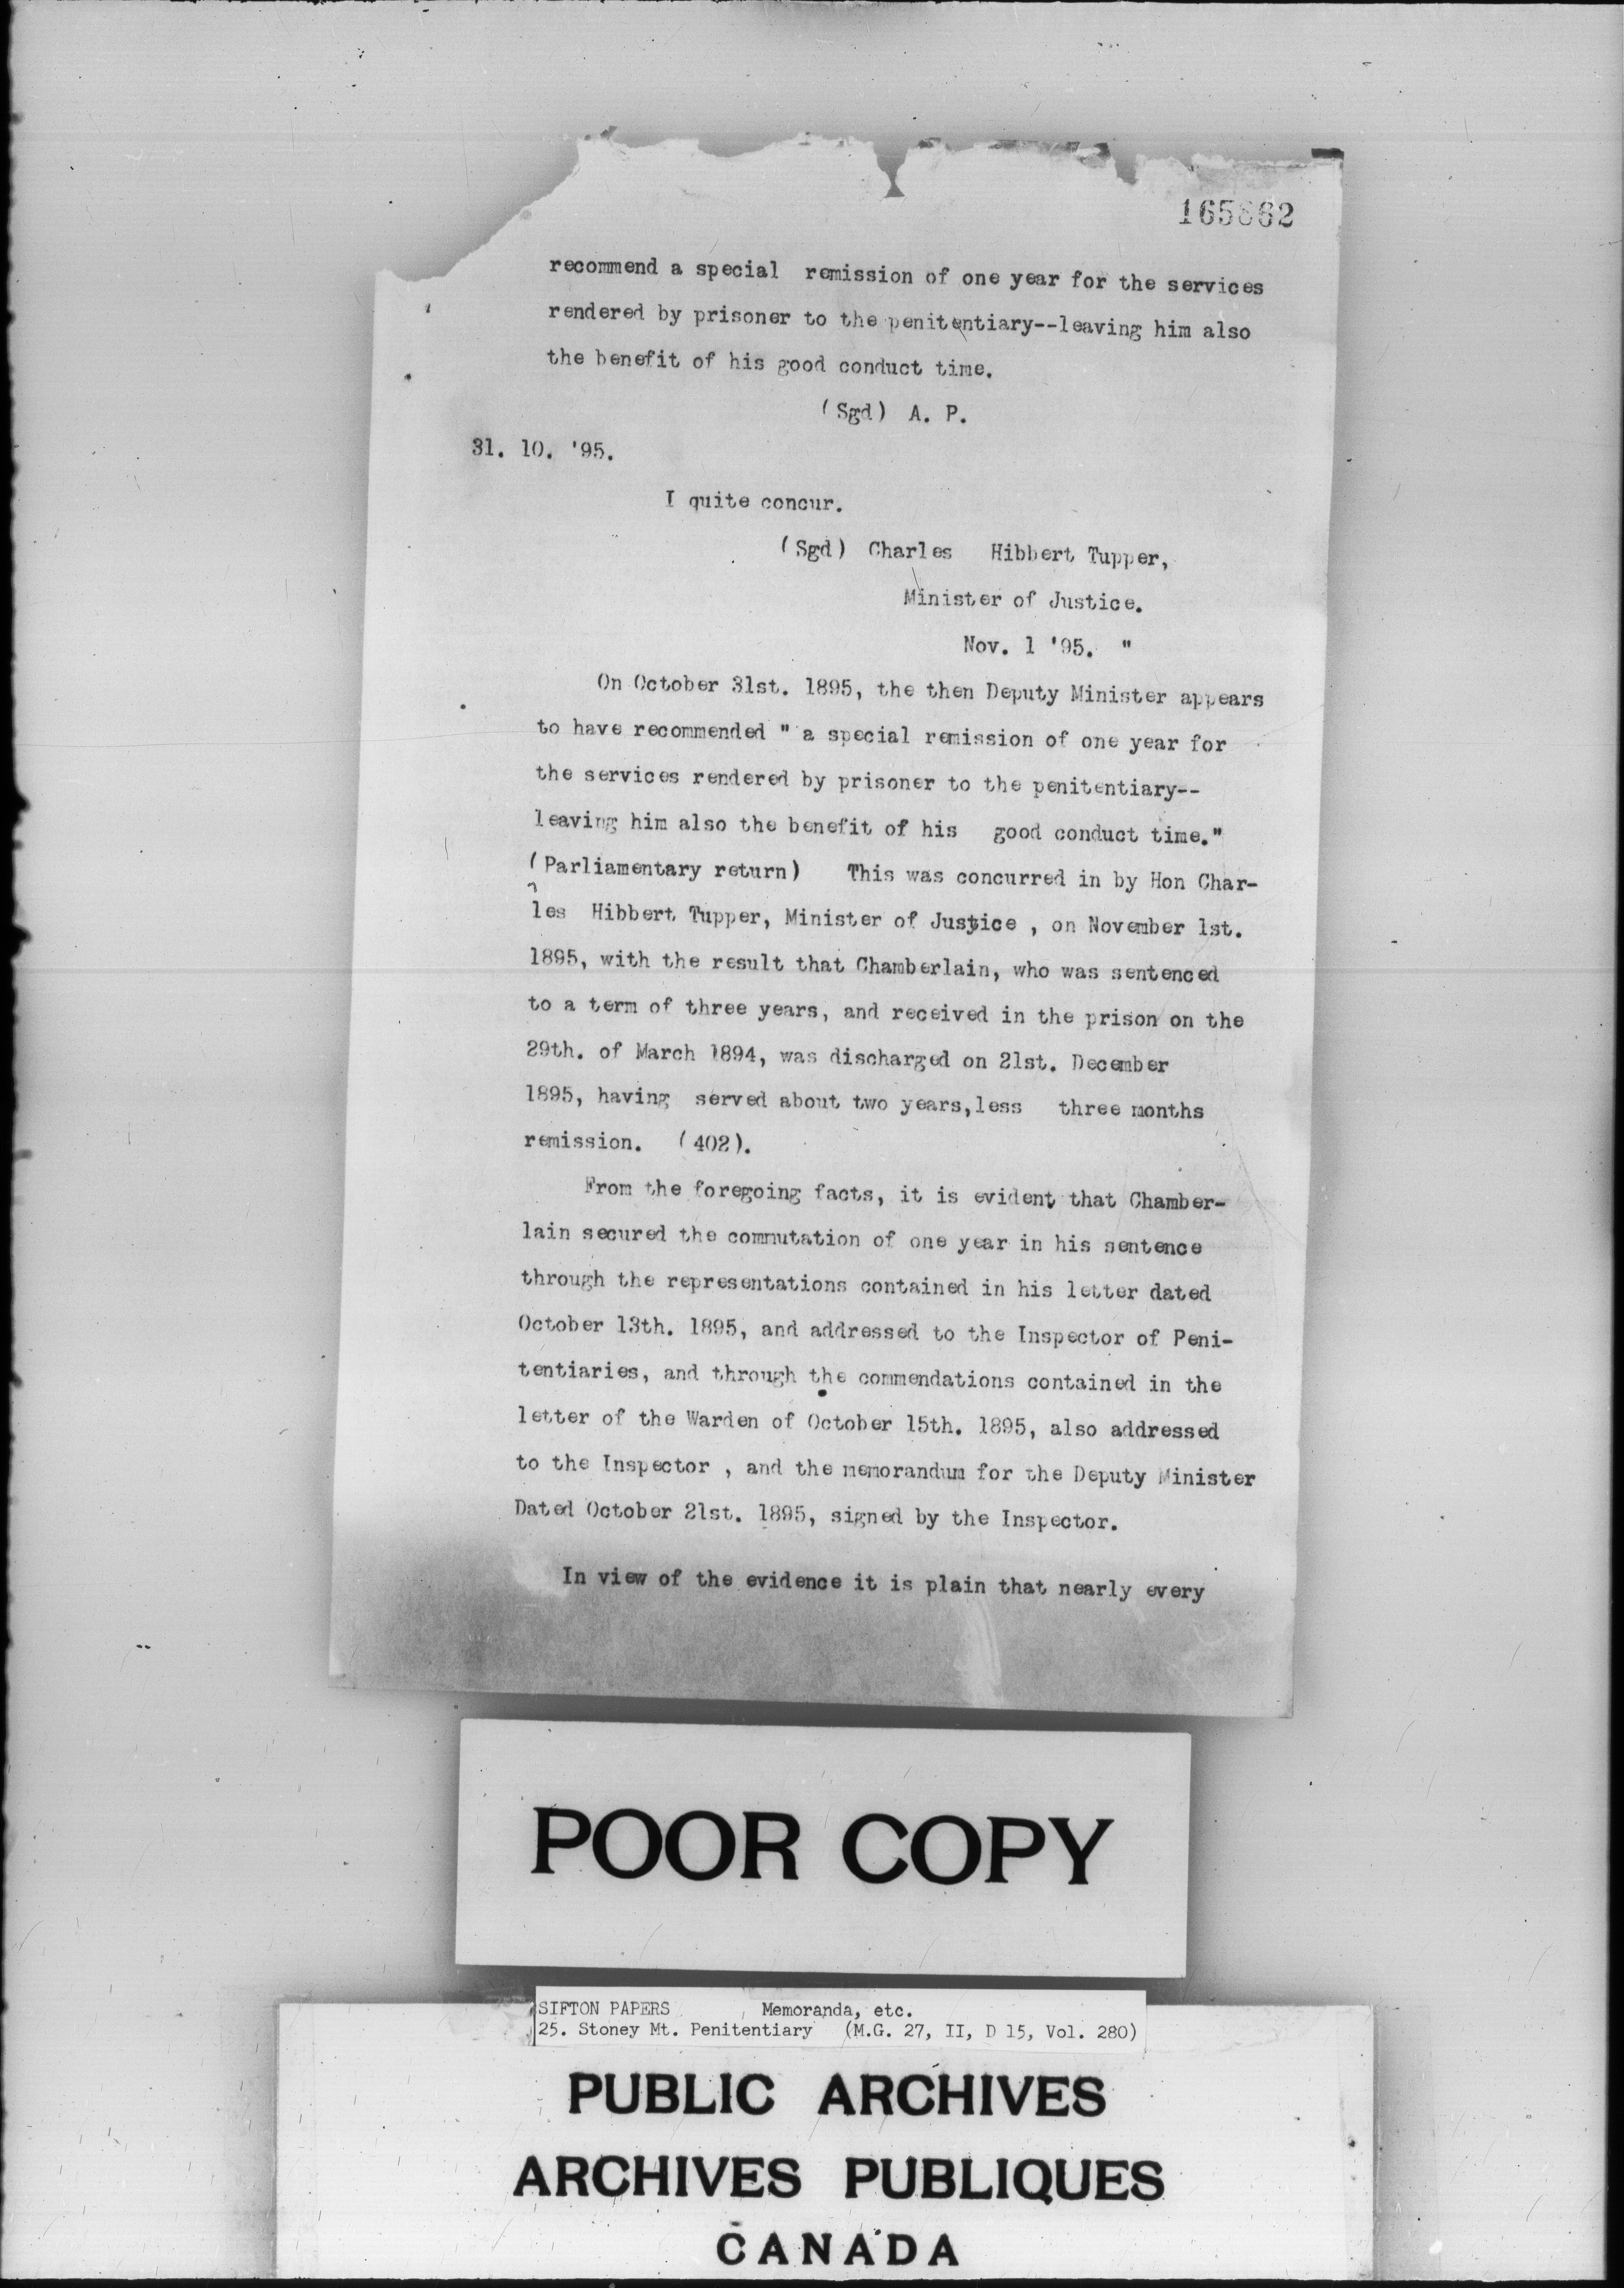 165862
recommend a special remission of one year for the services
rendered by prisoner to the penitentiary--leaving him also
the benefit of his good conduct time.
(Sgd) A. P.
31. 10. '95.
I quite concur.
(Sgd) Charles Hibbert Tupper,
Minister of Justice.
Nov. 1 '95. "
On October 31st. 1895, the then Deputy Minister appears
to have recommended " a special remission of one year for
the services rendered by prisoner to the penitentiary--
leaving him also the benefit of his good conduct time."
(Parliamentary return) This was concurred in by Hon Char-
les Hibbert Tupper, Minister of Justice , on November 1st.
1895, with the result that Chamberlain, who was sentenced
to a term of three years, and received in the prison on the
29th. of March 1894, was discharged on 21st. December
1895, having served about two years,less three months
remission. (402).
From the foregoing facts, it is evident that Chamber-
lain secured the commutation of one year in his sentence
through the representations contained in his letter dated
October 13th. 1895, and addressed to the Inspector of Peni-
tentiaries, and through the commendations contained in the
letter of the Warden of October 15th. 1895, also addressed
to the Inspector , and the memorandum for the Deputy Minister
Dated October 21st. 1895, signed by the Inspector.
In view of the evidence it is plain that nearly every
POOR COPY
SIFTON PAPERS Memoranda, etc.
25. Stoney Mt. Penitentiary (M.G. 27, II, D 15, Vol. 280)
PUBLIC ARCHIVES
ARCHIVES PUBLIQUES
CANADA